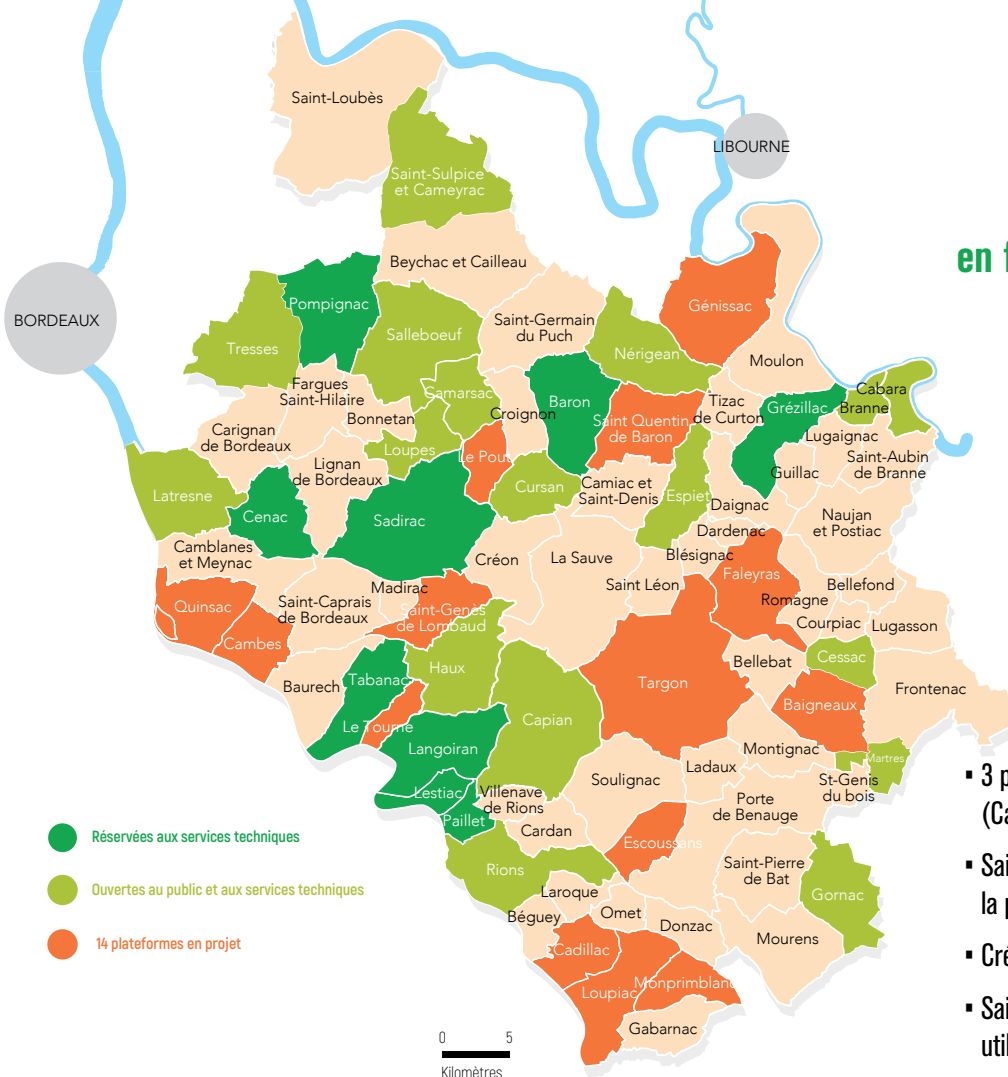 Saint-Loubès
LIBOURNE
Saint-Sulpice
et Cameyrac
Beychac et Cailleau
en f
Pompignac
Génissac
BORDEAUX
Saint-Germain
du Puch
Salleboeuf
Tresses
Nérigean
Moulon
Fargues
Saint-Hilaire
Camarsac
Cabara
Baron
Tizac
de Curton
Grézillac
Branne
Croignon
Bonnetan
Saint Quentin
de Baron
Carignan
de Bordeaux
Lugaignac
Loupes
Le Pout
Saint-Aubin
de Branne
Lignan
de Bordeaux
Guillac
Cursan
Camiac et
Saint-Denis
Latresne
Espiet
Daignac
Cenac
Sadirac
Naujan
et Postiac
Dardenac
Camblanes
et Meynac
Créon
La Sauve
Blésignac
Faleyras
Madirac
Saint Léon
Bellefond
Romagne
Quinsac
Saint-Caprais
de Bordeaux
Saint-Genès
de Lombaud
Courpiac
Lugasson
Cambes
Bellebat
Cessac
Haux
Tabanac
Baurech
Targon
Frontenac
Baigneaux
Capian
Le Tourne
Langoiran
Montignac
Martres
Ladaux
Soulignac
St-Genis
du bois
▪ 3 p
(Ca
Lestiac
Villenave
de Rions
Porte
de Benauge
Paillet
Cardan
Réservées aux services techniques
Escoussans
Saint-Pierre
de Bat
▪ Sai
la p
Rions
Ouvertes au public et aux services techniques
Laroque
Gornac
Béguey
Omet
Donzac
14 plateformes en projet
Mourens
▪ Cré
Cadillac
Loupiac
Monprimblan
▪ Sai
util
Gabarnac
0 5
Kilomètres